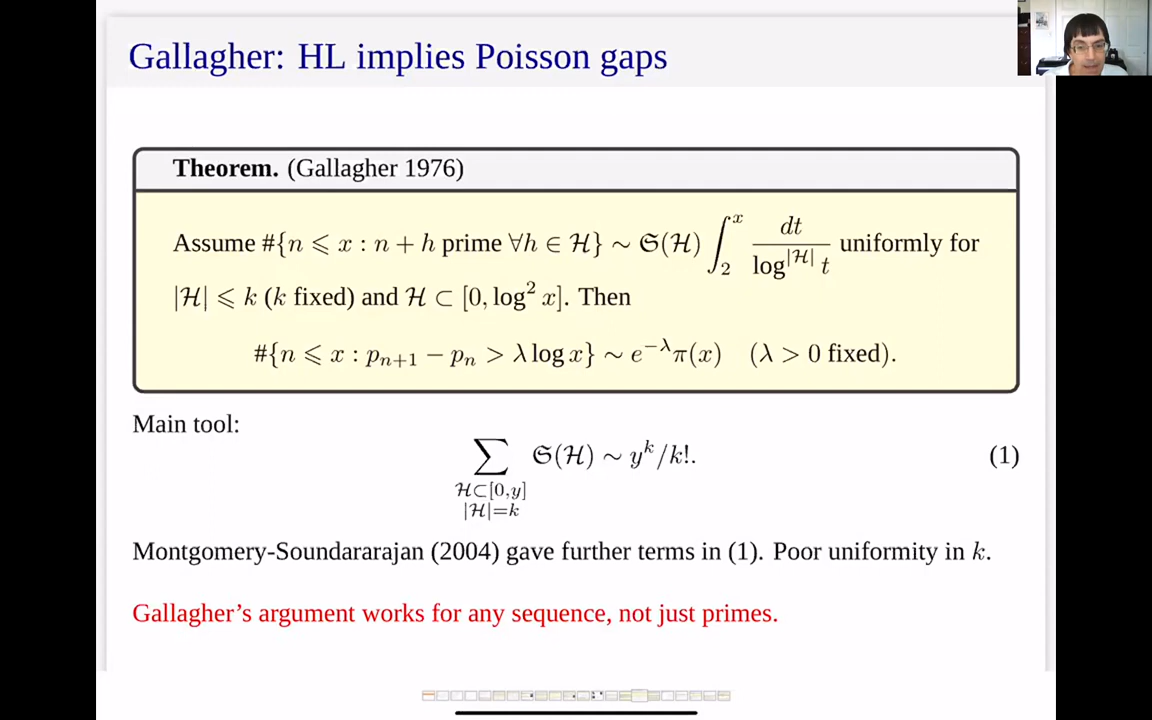 Gallagher: HL implies Poisson gaps
Theorem. (Gallagher 1976)
Assume #{n ⩽ x : n + h prime ∀h ∈ ℋ} ∼ 𝔖(ℋ) ∫_2^x dt / log^{|ℋ|} t uniformly for
|ℋ| ⩽ k (k fixed) and ℋ ⊂ [0, log² x]. Then
#{n ⩽ x : p_{n+1} − p_n > λ log x} ∼ e^{−λ}π(x) (λ > 0 fixed).
Main tool:
∑_{ℋ⊂[0,y], |ℋ|=k} 𝔖(ℋ) ∼ y^k/k!. (1)
Montgomery-Soundararajan (2004) gave further terms in (1). Poor uniformity in k.
Gallagher's argument works for any sequence, not just primes.